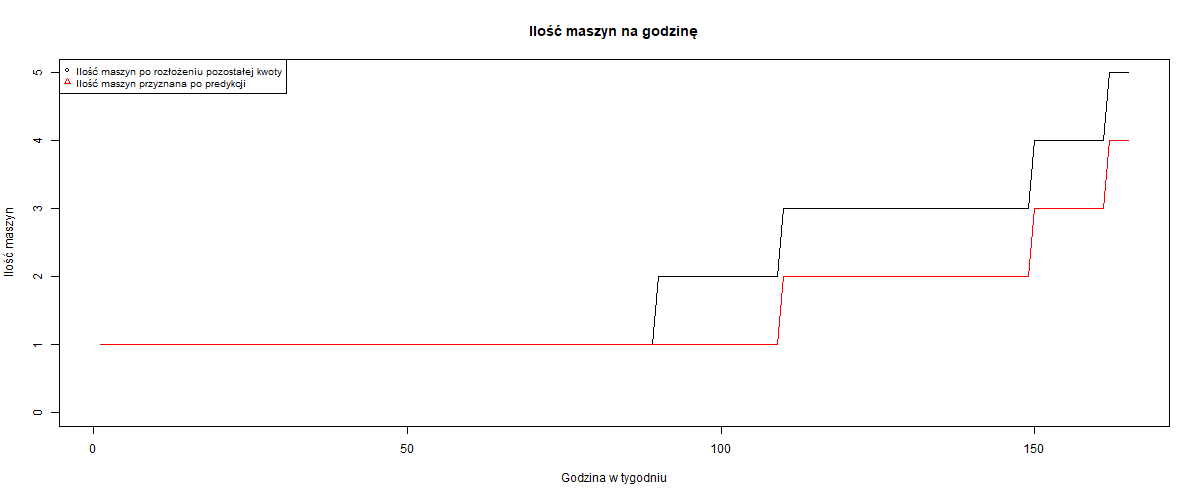 Ilość maszyn na godzinę
Ilość maszyn po rozłożeniu pozostałej kwoty
Ilość maszyn przyznana po predykcji
5
4
3
2
1
0
Ilość maszyn
0 50 100 150
Godzina w tygodniu